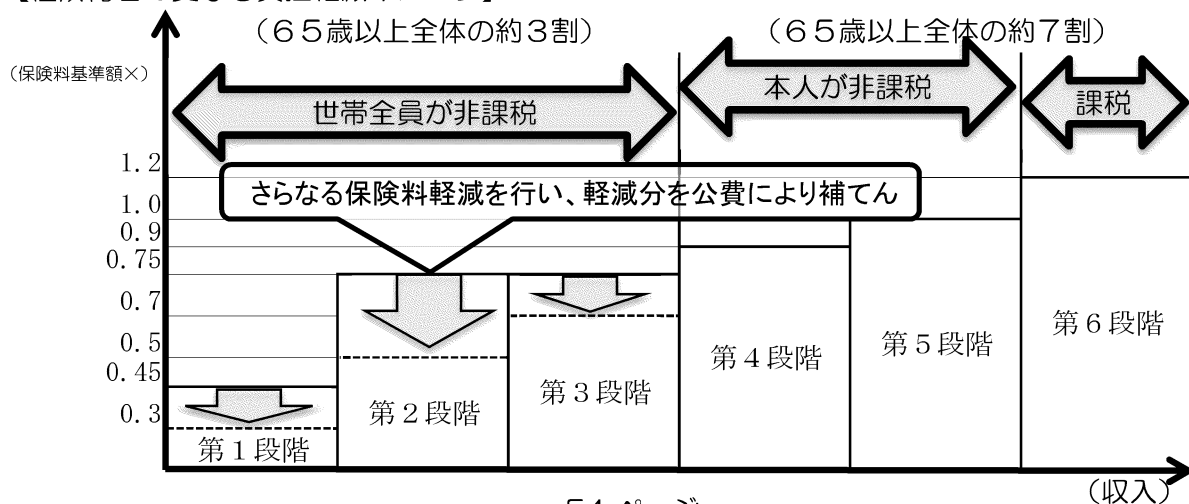 （６５歳以上全体の約３割）
（６５歳以上全体の約７割）
（保険料基準額×）
世帯全員が非課税
本人が非課税
課税
さらなる保険料軽減を行い、軽減分を公費により補てん
1.2
1.0
0.9
0.75
0.7
0.5
0.45
0.3
第１段階
第２段階
第３段階
第４段階
第５段階
第６段階
（収入）